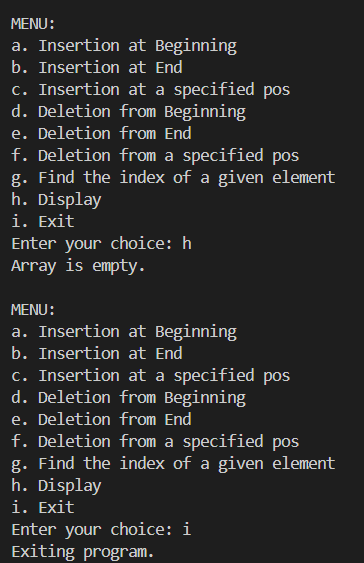 MENU:
a. Insertion at Beginning
b. Insertion at End
c. Insertion at a specified pos
d. Deletion from Beginning
e. Deletion from End
f. Deletion from a specified pos
g. Find the index of a given element
h. Display
i. Exit
Enter your choice: h
Array is empty.

MENU:
a. Insertion at Beginning
b. Insertion at End
c. Insertion at a specified pos
d. Deletion from Beginning
e. Deletion from End
f. Deletion from a specified pos
g. Find the index of a given element
h. Display
i. Exit
Enter your choice: i
Exiting program.